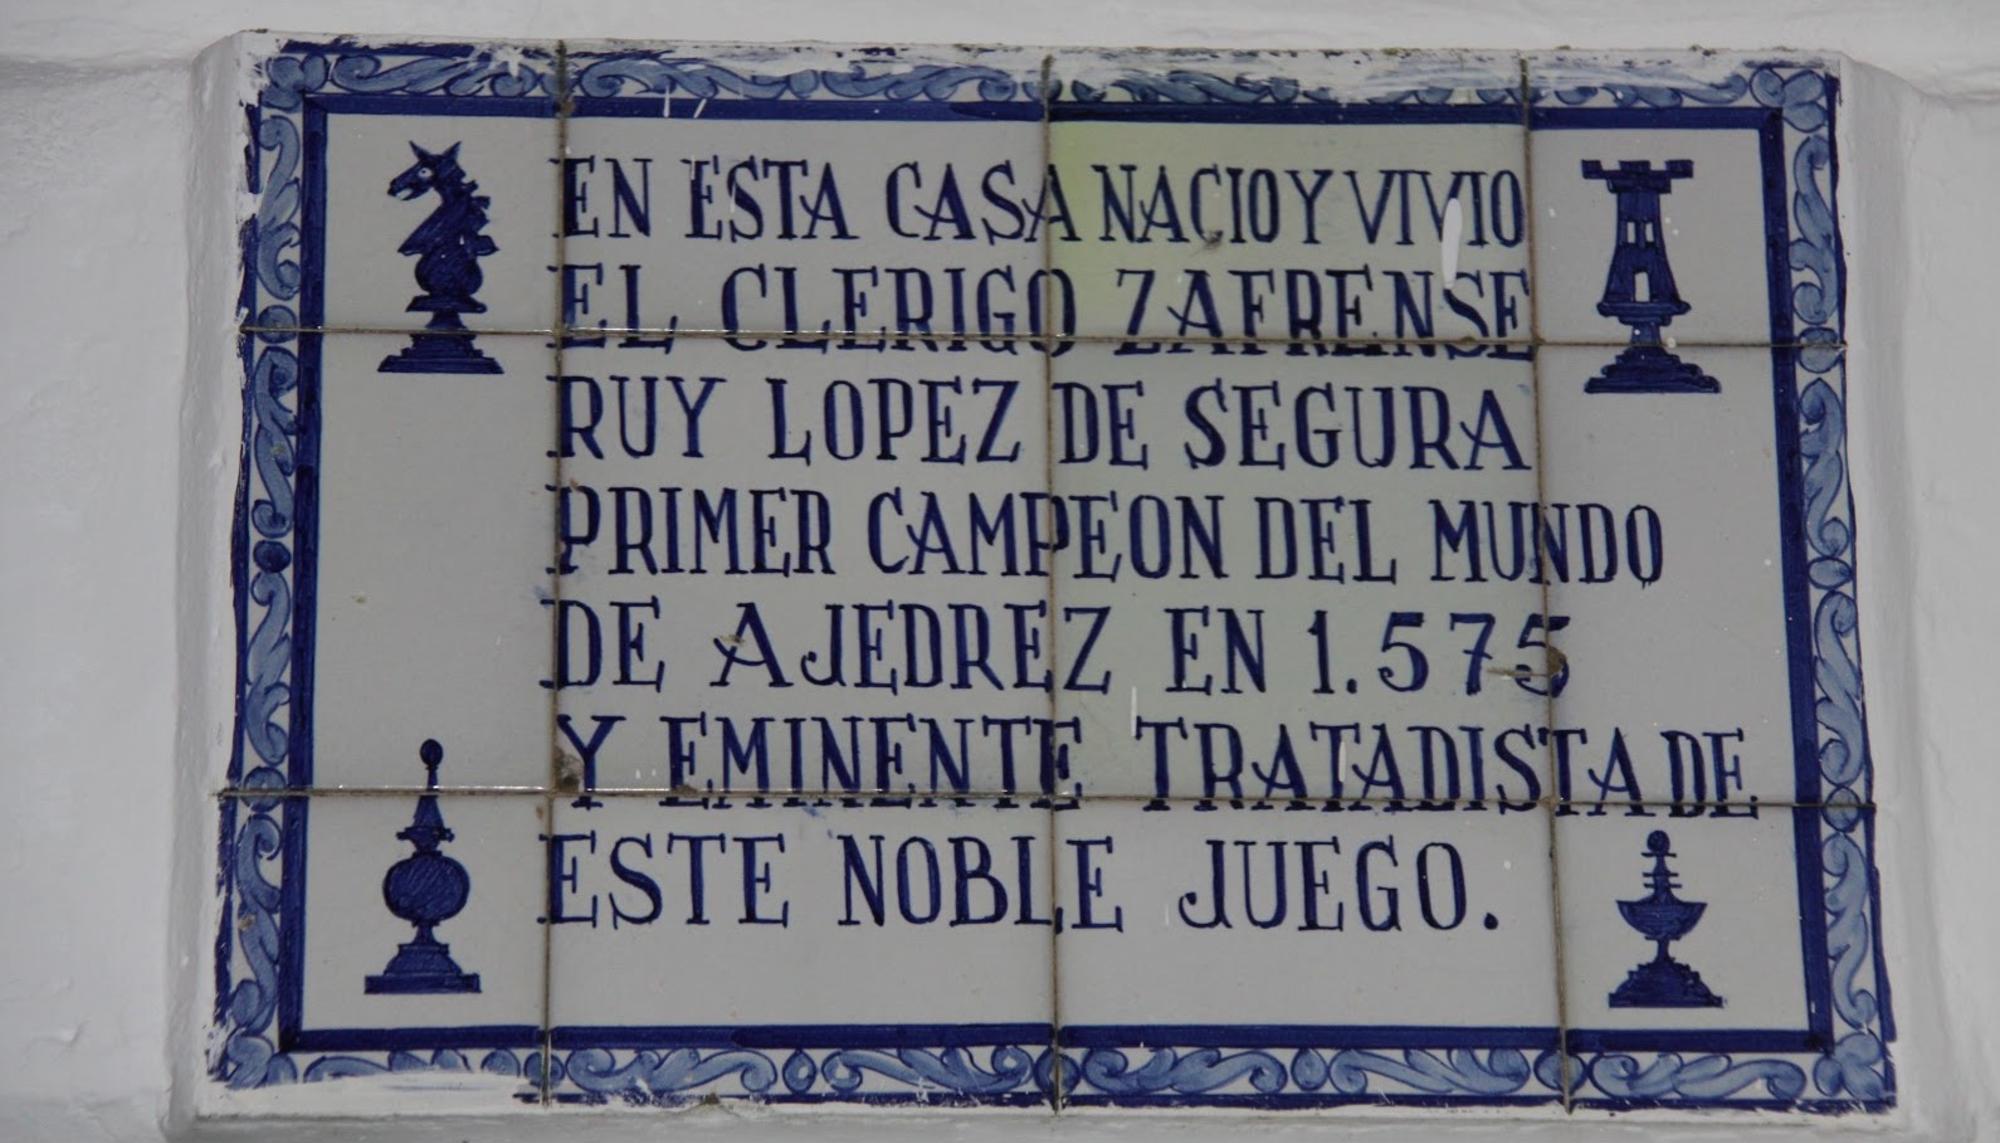 EN ESTA CASA NACIO Y VIVIO
EL CLERIGO ZAFRENSE
RUY LOPEZ DE SEGURA
PRIMER CAMPEON DEL MUNDO
DE AJEDREZ EN 1.575
Y EMINENTE TRATADISTA DE
ESTE NOBLE JUEGO.